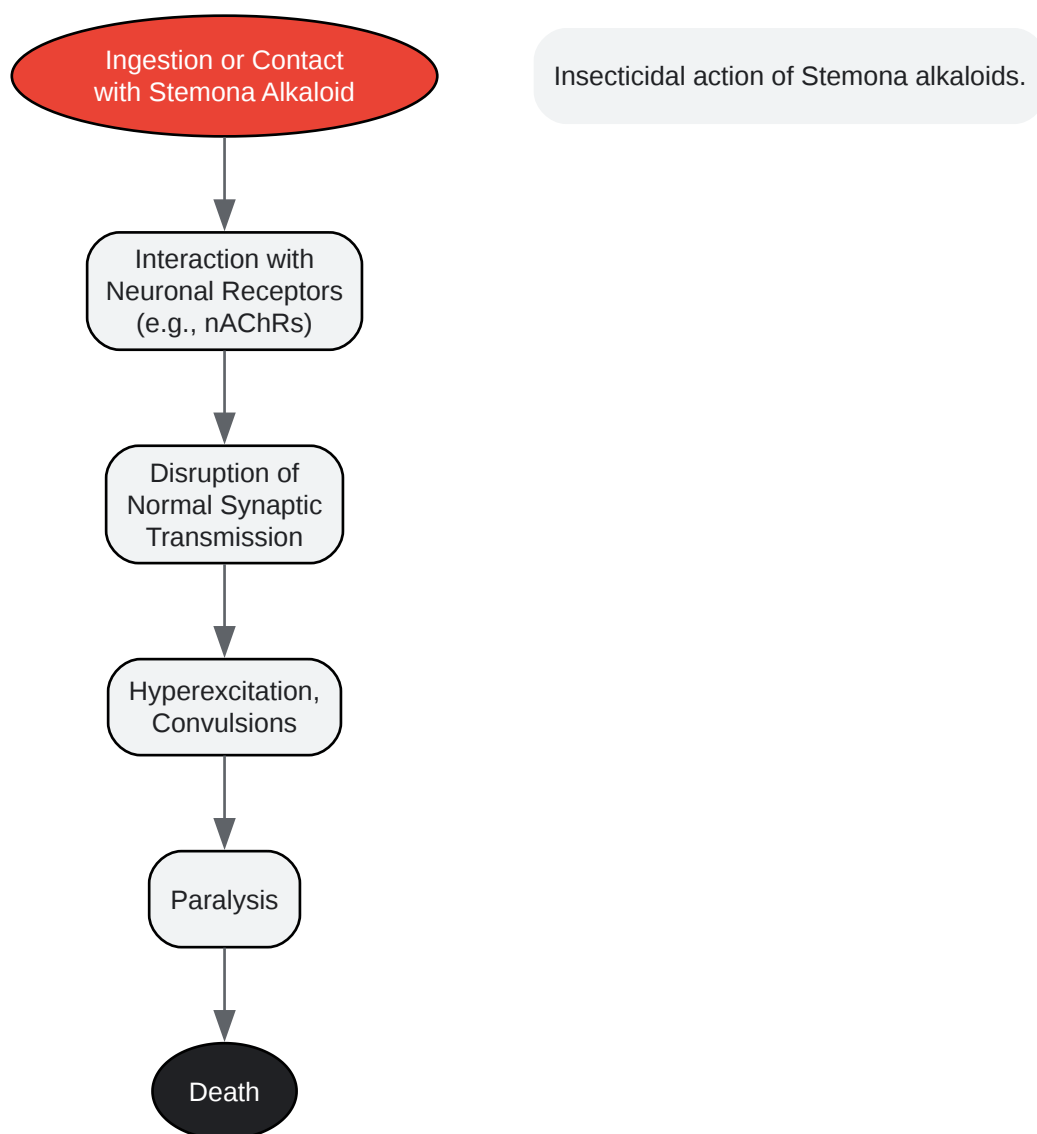 Ingestion or Contact
with Stemona Alkaloid
Insecticidal action of Stemona alkaloids.
Interaction with
Neuronal Receptors
(e.g., nAChRs)
Disruption of
Normal Synaptic
Transmission
Hyperexcitation,
Convulsions
Paralysis
Death